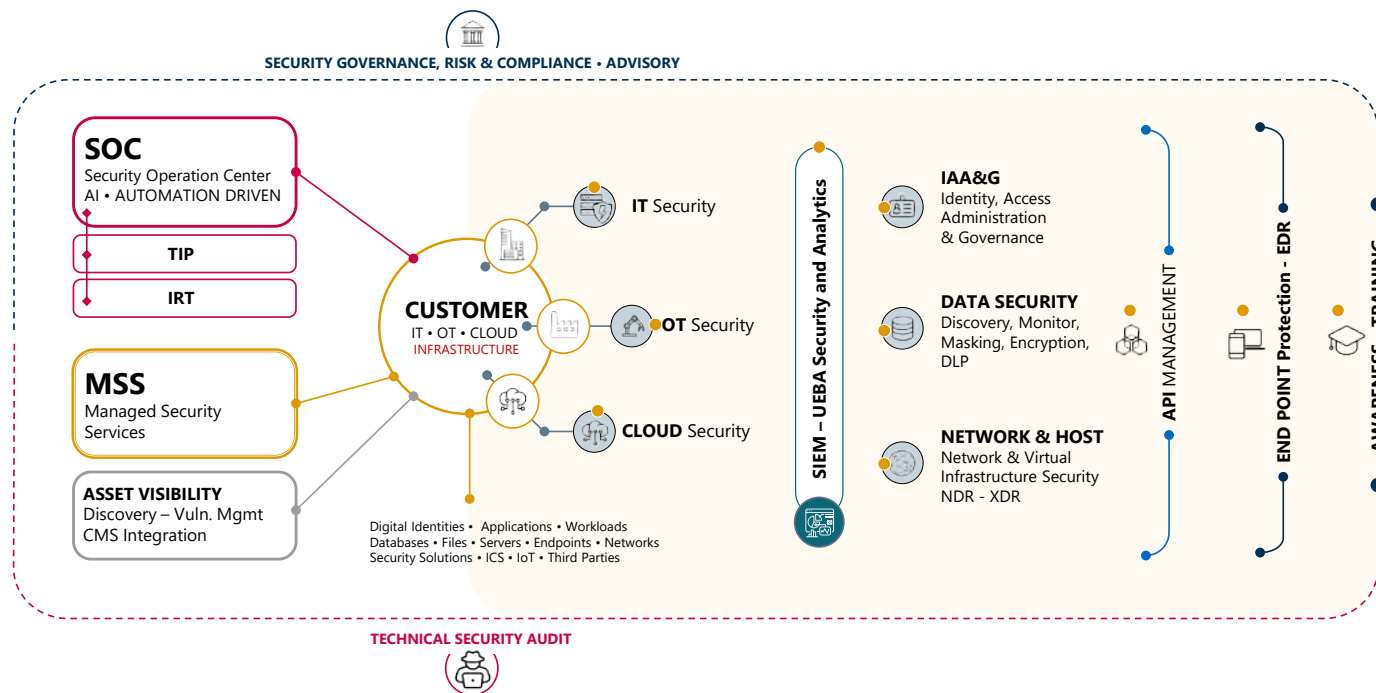 SECURITY GOVERNANCE, RISK & COMPLIANCE • ADVISORY
SOC
Security Operation Center
AI • AUTOMATION DRIVEN
TIP
IRT
MSS
Managed Security
Services
ASSET VISIBILITY
Discovery – Vuln. Mgmt
CMS Integration
CUSTOMER
IT • OT • CLOUD
INFRASTRUCTURE
Digital Identities • Applications • Workloads
Databases • Files • Servers • Endpoints • Networks
Security Solutions • ICS • IoT • Third Parties
IT Security
OT Security
CLOUD Security
SIEM – UEBA Security and Analytics
IAA&G
Identity, Access
Administration
& Governance
DATA SECURITY
Discovery, Monitor,
Masking, Encryption,
DLP
NETWORK & HOST
Network & Virtual
Infrastructure Security
NDR - XDR
API MANAGEMENT
END POINT Protection - EDR
AWARENESS - TRAINING
TECHNICAL SECURITY AUDIT